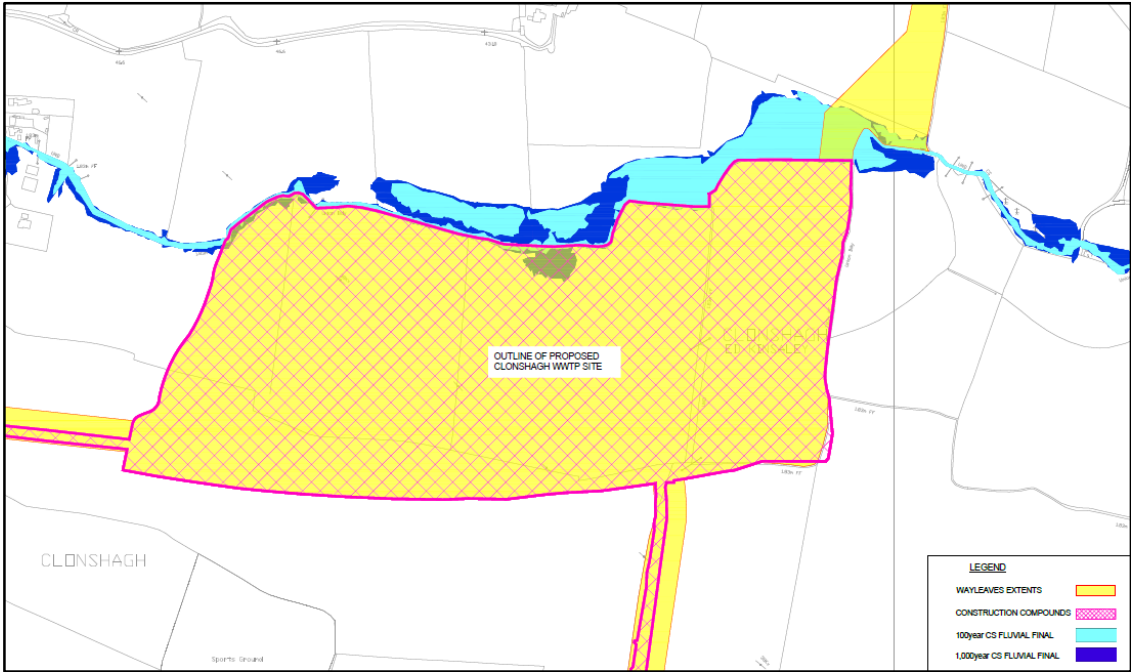 OUTLINE OF PROPOSED
CLONSHAGH WWTP SITE
CLONSHAGH
CLONSHAGH
Sports Ground
LEGEND
WAYLEAVES EXTENTS
CONSTRUCTION COMPOUNDS
100year CS FLUVIAL FINAL
1,000year CS FLUVIAL FINAL